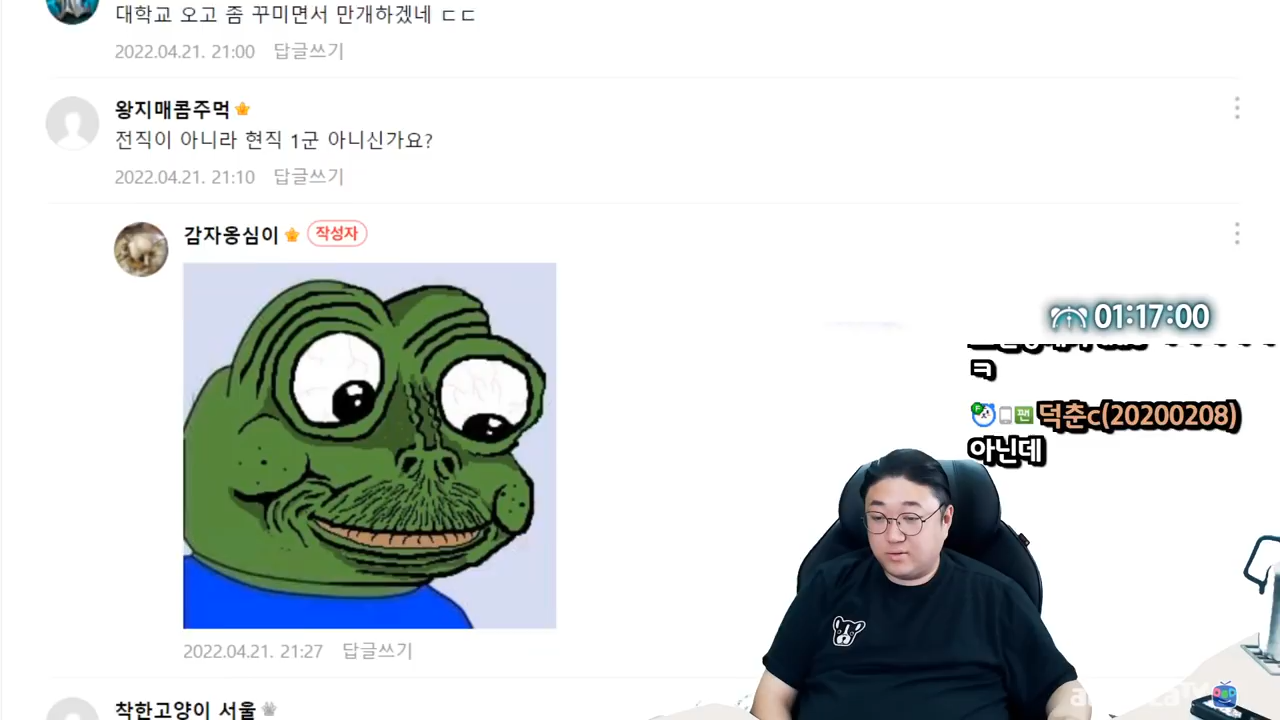 대학교 오고 좀 꾸미면서 만개하겠네 ㄷㄷ
2022.04.21. 21:00 답글쓰기
왕지매콤주먹
전직이 아니라 현직 1군 아니신가요?
2022.04.21. 21:10 답글쓰기
감자옹심이 작성자
01:17:00
ㅋ
F 팬 덕춘c(20200208)
아닌데
2022.04.21. 21:27 답글쓰기
착한고양이 서울